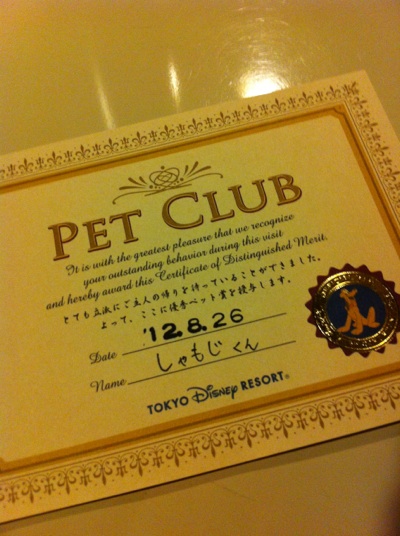 PET CLUB
It is with the greatest pleasure that we recognize
your outstanding behavior during this visit
and hereby award this Certificate of Distinguished Merit.
とても立派にご主人の帰りを待っていることができました。
よって、ここに優秀ペット賞を授与します。
Date '12.8.26
Name しゃもじくん
TOKYO Disney RESORT®